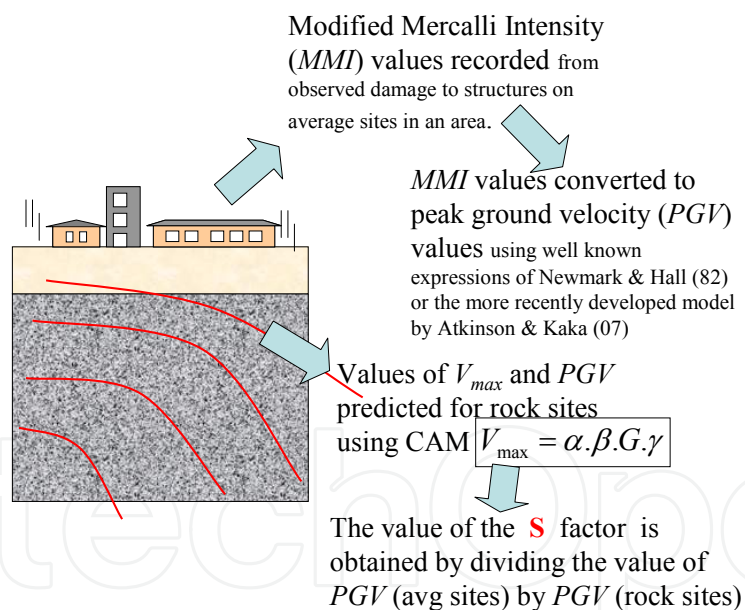 Modified Mercalli Intensity
(MMI) values recorded from
observed damage to structures on
average sites in an area.
MMI values converted to
peak ground velocity (PGV)
values using well known
expressions of Newmark & Hall (82)
or the more recently developed model
by Atkinson & Kaka (07)
Values of Vmax and PGV
predicted for rock sites
using CAM Vmax = α.β.G.γ
The value of the S factor is
obtained by dividing the value of
PGV (avg sites) by PGV (rock sites)